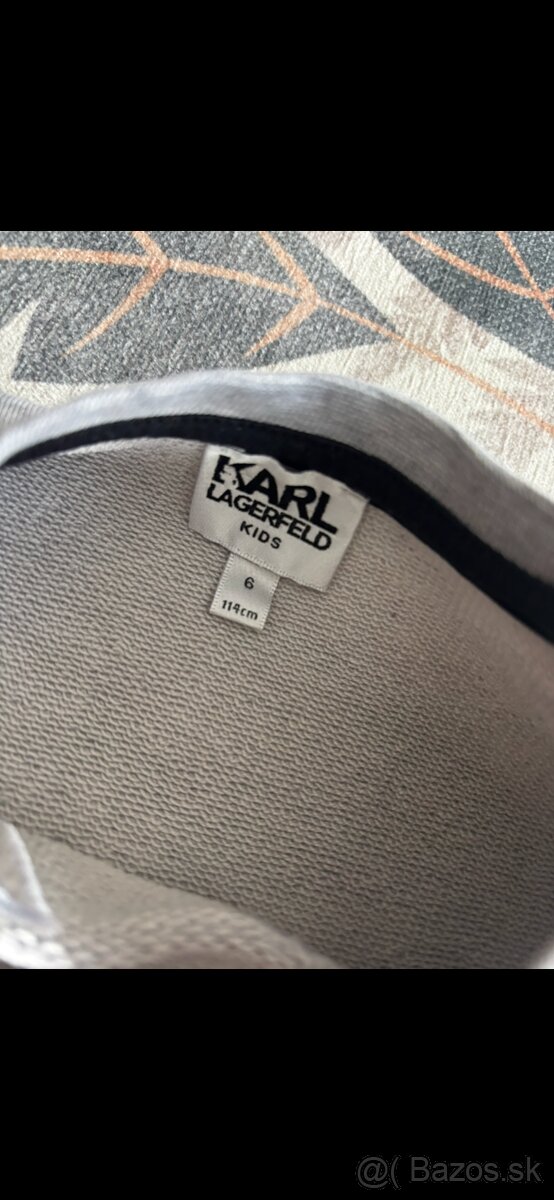 KARL
LAGERFELD
KIDS
6
114cm
@( Bazos.sk